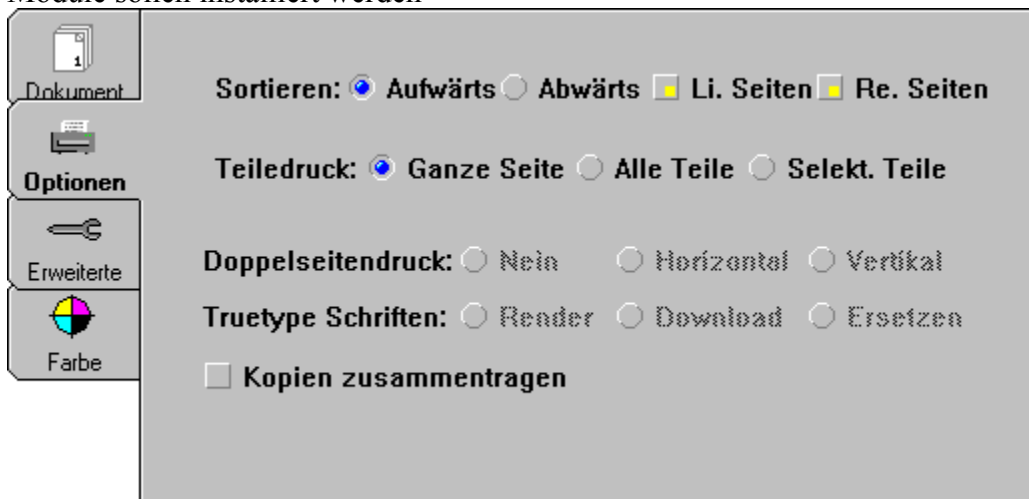 Module sollen installiert werden
1
Dokument
Sortieren: Aufwärts Abwärts Li. Seiten Re. Seiten
Optionen
Teiledruck: Ganze Seite Alle Teile Selekt. Teile
Erweiterte
Doppelseitendruck: Nein Horizontal Vertikal
Truetype Schriften: Render Download Ersetzen
Farbe
Kopien zusammentragen